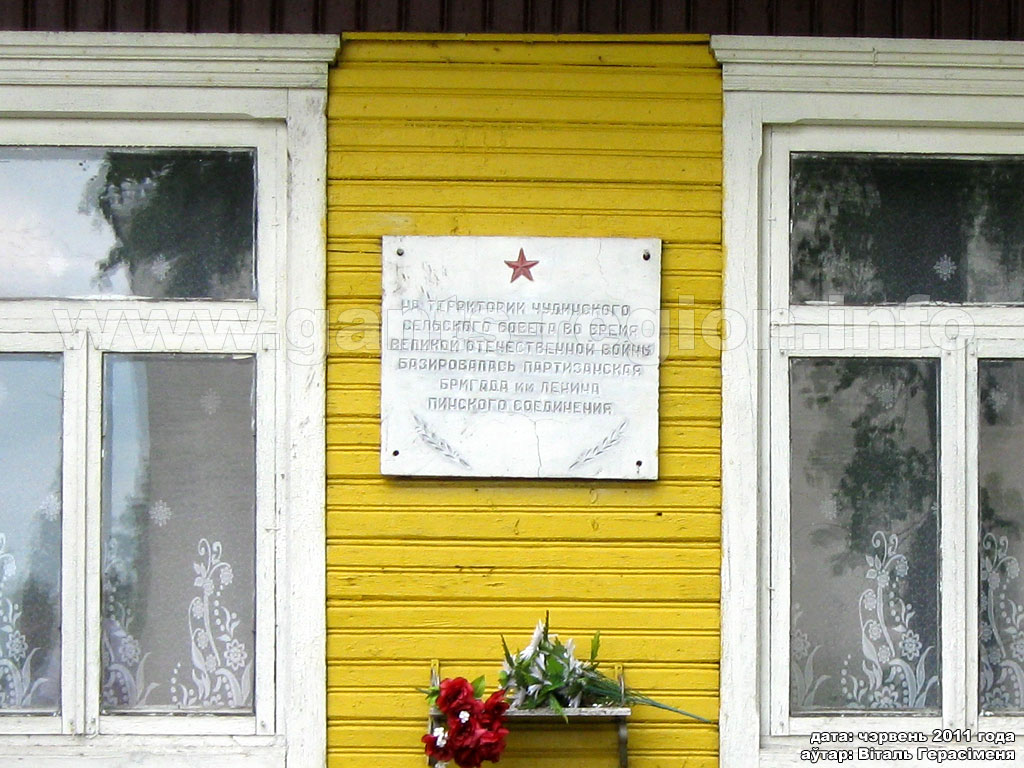 НА ТЕРРИТОРИИ ЧУДИНСКОГО
СЕЛЬСКОГО СОВЕТА ВО ВРЕМЯ
ВЕЛИКОЙ ОТЕЧЕСТВЕННОЙ ВОЙНЫ
БАЗИРОВАЛАСЬ ПАРТИЗАНСКАЯ
БРИГАДА ИМ ЛЕНИНА
ПИНСКОГО СОЕДИНЕНИЯ
дата: чэрвень 2011 года
аўтар: Віталь Герасіменя